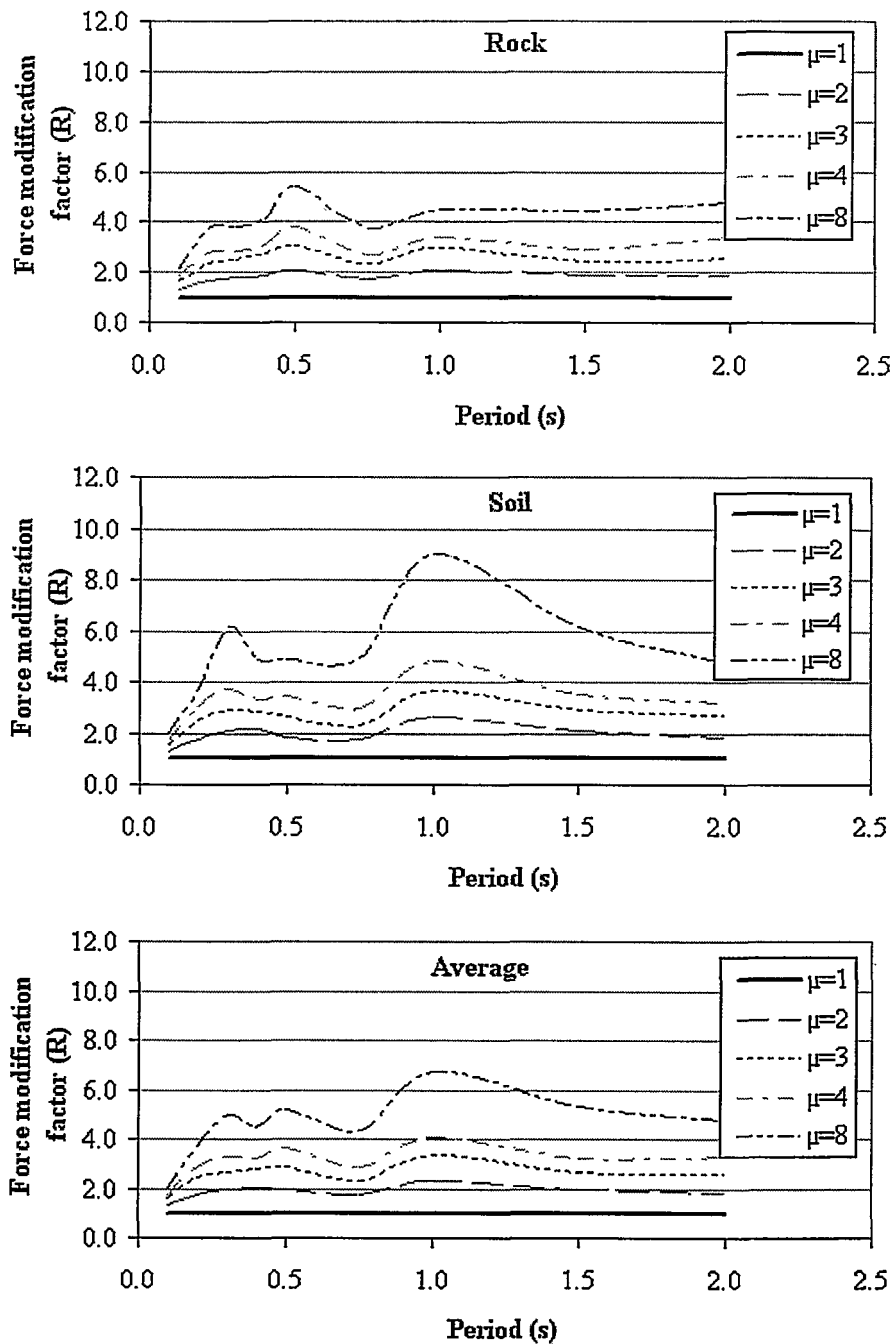 Rock
Force modification
factor (R)
12.0
10.0
8.0
6.0
4.0
2.0
0.0
0.0 0.5 1.0 1.5 2.0 2.5
Period (s)
μ=1
μ=2
μ=3
μ=4
μ=8
Soil
Force modification
factor (R)
12.0
10.0
8.0
6.0
4.0
2.0
0.0
0.0 0.5 1.0 1.5 2.0 2.5
Period (s)
μ=1
μ=2
μ=3
μ=4
μ=8
Average
Force modification
factor (R)
12.0
10.0
8.0
6.0
4.0
2.0
0.0
0.0 0.5 1.0 1.5 2.0 2.5
Period (s)
μ=1
μ=2
μ=3
μ=4
μ=8